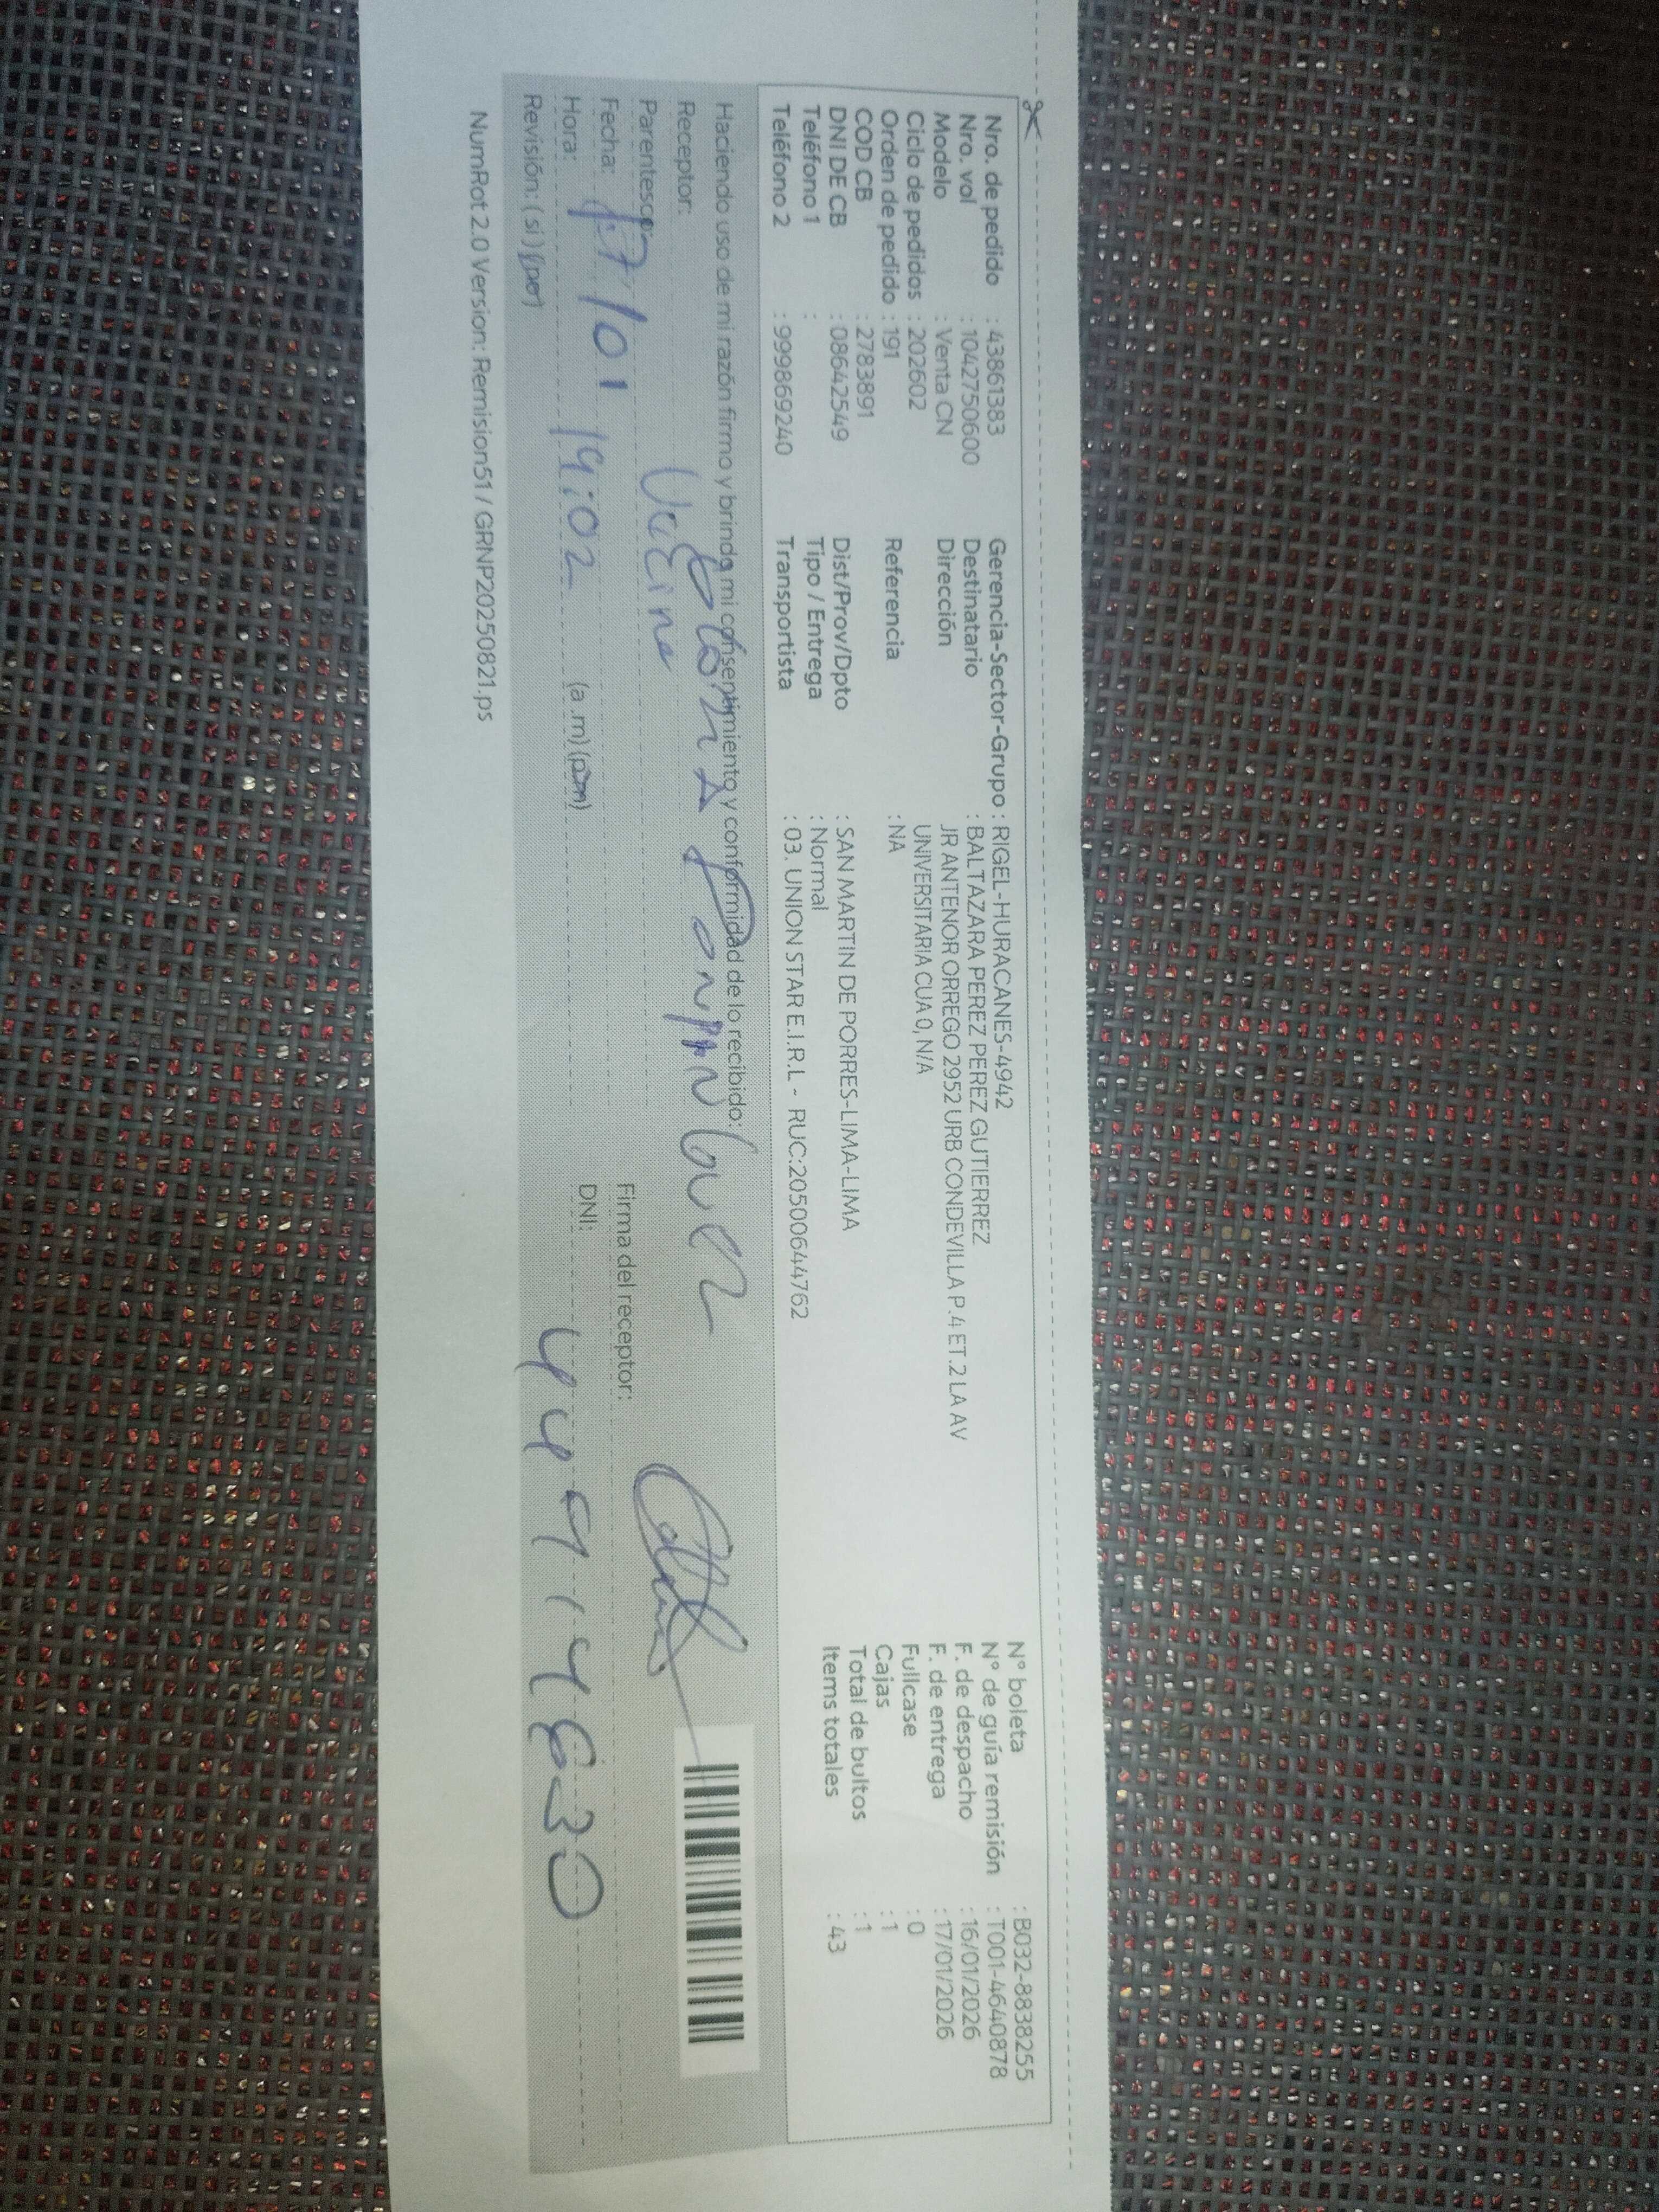 Nro. de pedido : 43861383
Nro. vol : 10427506​00
Modelo : Venta CN
Ciclo de pedidos : 202602
Orden de pedido : 191
COD CB : 2783891
DNI DE CB : 08642549
Teléfono 1 :
Teléfono 2 : 999869240
Gerencia-Sector-Grupo : RIGEL-HURACANES-4942
Destinatario : BALTAZARA PEREZ PEREZ GUTIERREZ
Dirección JR ANTENOR ORREGO 2952 URB CONDEVILLA P.4 ET.2 LA AV
UNIVERSITARIA CUA 0, N/A
Referencia : NA
Dist/Prov/Dpto : SAN MARTIN DE PORRES-LIMA-LIMA
Tipo / Entrega : Normal
Transportista : 03. UNION STAR E.I.R.L - RUC:20500644762
N° boleta : B032-8838255
N° de guía remisión : T001-46408​78
F. de despacho : 16/01/2026
F. de entrega : 17/01/2026
Fullcase : 0
Cajas : 1
Total de bultos : 1
Items totales : 43
Haciendo uso de mi razón firmo y brindo mi consentimiento y conformidad de lo recibido:
Receptor:
Parentesco:
Fecha: 17/01
Hora: 19:02 (a.m) (p.m)
Revisión: (si) (por)
Firma del receptor:
DNI: 44914630
NumRot 2.0 Version: Remision51 / GRNP20250821.ps